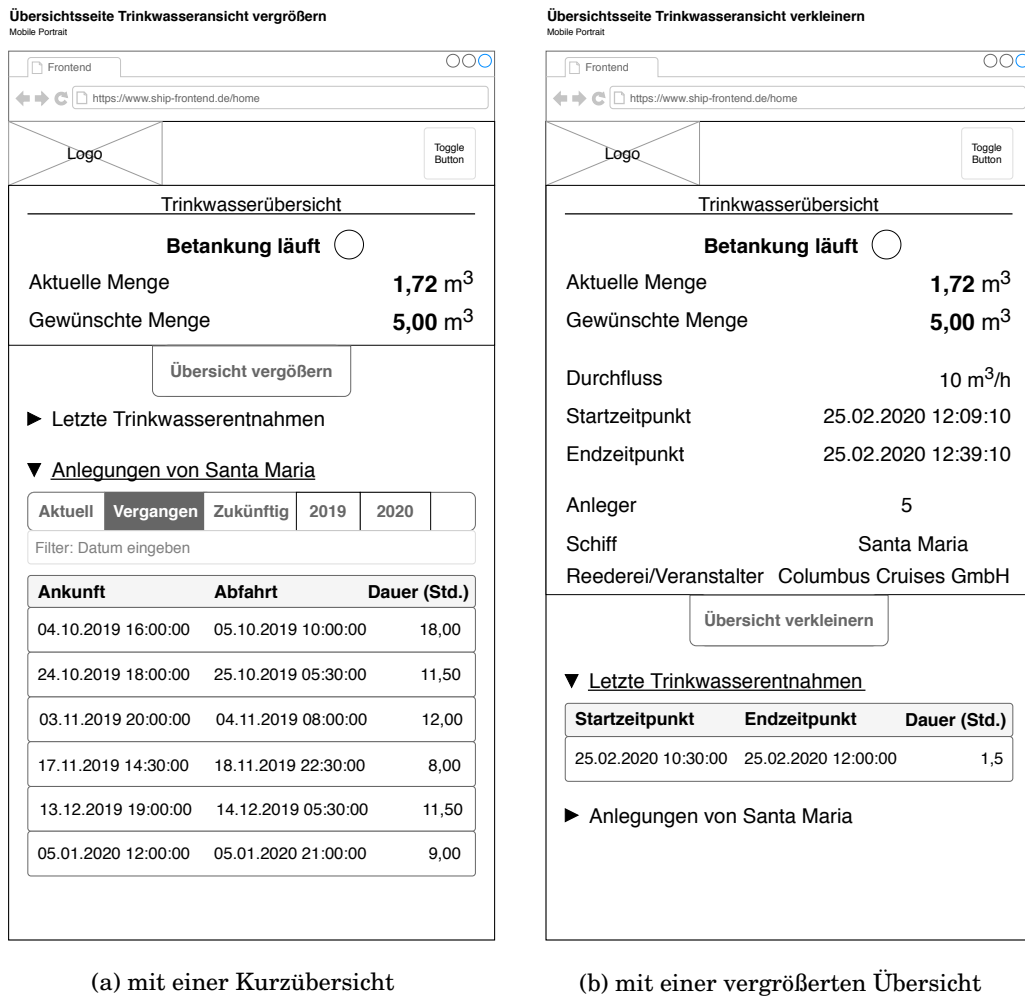 Übersichtsseite Trinkwasseransicht vergrößern
Mobile Portrait
Frontend
https://www.ship-frontend.de/home
Logo
Toggle
Button
Trinkwasserübersicht
Betankung läuft
Aktuelle Menge 1,72 m³
Gewünschte Menge 5,00 m³
Übersicht vergößern
▶ Letzte Trinkwasserentnahmen
▼ Anlegungen von Santa Maria
Aktuell Vergangen Zukünftig 2019 2020
Filter: Datum eingeben
Ankunft Abfahrt Dauer (Std.)
04.10.2019 16:00:00 05.10.2019 10:00:00 18,00
24.10.2019 18:00:00 25.10.2019 05:30:00 11,50
03.11.2019 20:00:00 04.11.2019 08:00:00 12,00
17.11.2019 14:30:00 18.11.2019 22:30:00 8,00
13.12.2019 19:00:00 14.12.2019 05:30:00 11,50
05.01.2020 12:00:00 05.01.2020 21:00:00 9,00
(a) mit einer Kurzübersicht
Übersichtsseite Trinkwasseransicht verkleinern
Mobile Portrait
Frontend
https://www.ship-frontend.de/home
Logo
Toggle
Button
Trinkwasserübersicht
Betankung läuft
Aktuelle Menge 1,72 m³
Gewünschte Menge 5,00 m³
Durchfluss 10 m³/h
Startzeitpunkt 25.02.2020 12:09:10
Endzeitpunkt 25.02.2020 12:39:10
Anleger 5
Schiff Santa Maria
Reederei/Veranstalter Columbus Cruises GmbH
Übersicht verkleinern
▼ Letzte Trinkwasserentnahmen
Startzeitpunkt Endzeitpunkt Dauer (Std.)
25.02.2020 10:30:00 25.02.2020 12:00:00 1,5
▶ Anlegungen von Santa Maria
(b) mit einer vergrößerten Übersicht